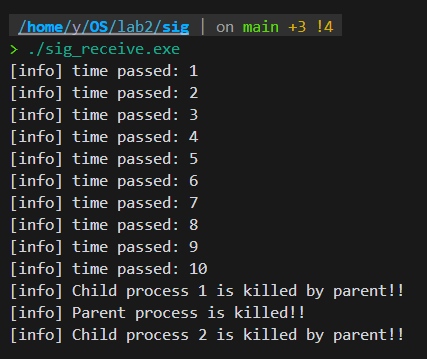 /home/y/OS/lab2/sig | on main +3 !4
> ./sig_receive.exe
[info] time passed: 1
[info] time passed: 2
[info] time passed: 3
[info] time passed: 4
[info] time passed: 5
[info] time passed: 6
[info] time passed: 7
[info] time passed: 8
[info] time passed: 9
[info] time passed: 10
[info] Child process 1 is killed by parent!!
[info] Parent process is killed!!
[info] Child process 2 is killed by parent!!